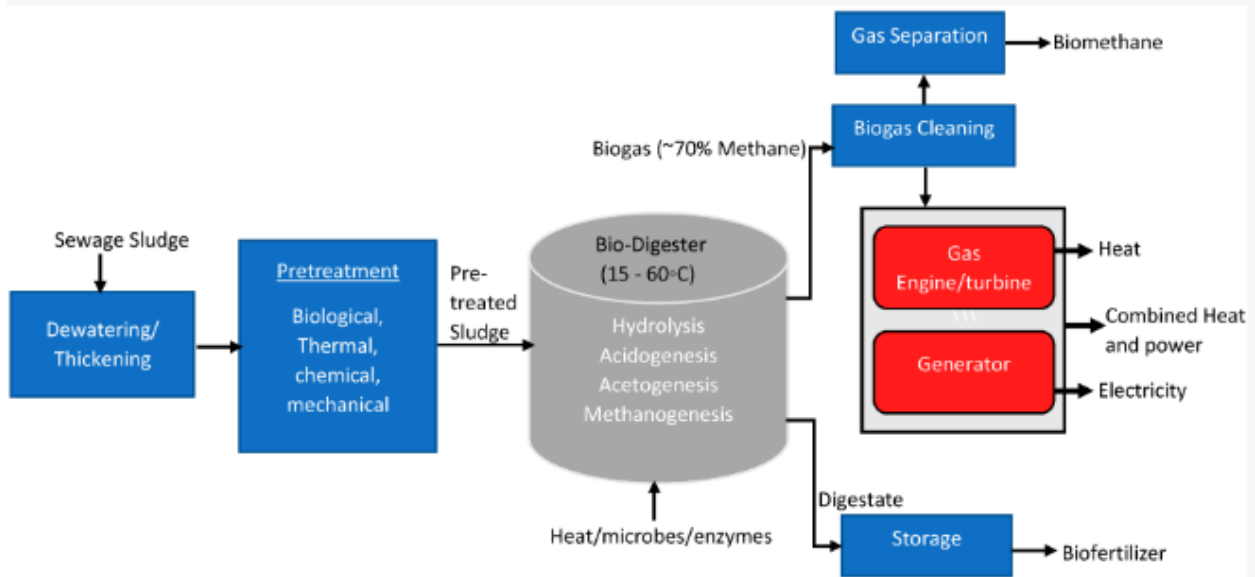 Sewage Sludge
Dewatering/
Thickening
Pretreatment
Biological,
Thermal,
chemical,
mechanical
Pre-
treated
Sludge
Bio-Digester
(15 - 60◦C)
Hydrolysis
Acidogenesis
Acetogenesis
Methanogenesis
Heat/microbes/enzymes
Biogas (~70% Methane)
Biogas Cleaning
Gas Separation
Biomethane
Gas
Engine/turbine
Generator
Heat
Combined Heat
and power
Electricity
Digestate
Storage
Biofertilizer